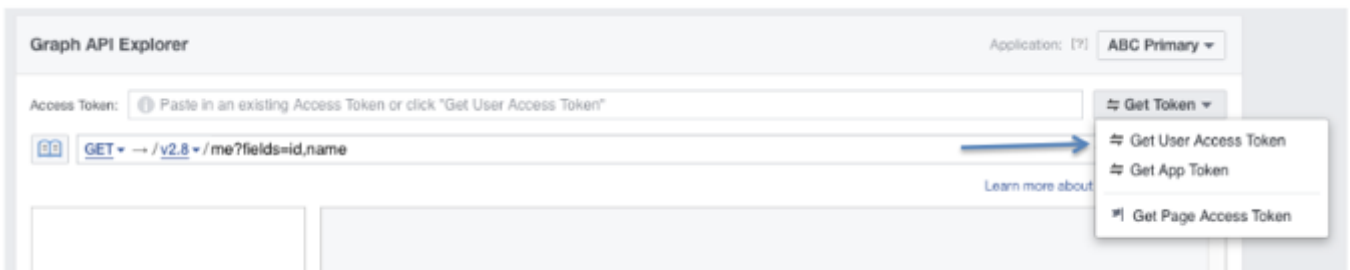 Graph API Explorer
Application: [?] ABC Primary
Access Token: Paste in an existing Access Token or click "Get User Access Token"
Get Token
GET → / v2.8 / me?fields=id,name
Get User Access Token
Get App Token
Learn more about
Get Page Access Token